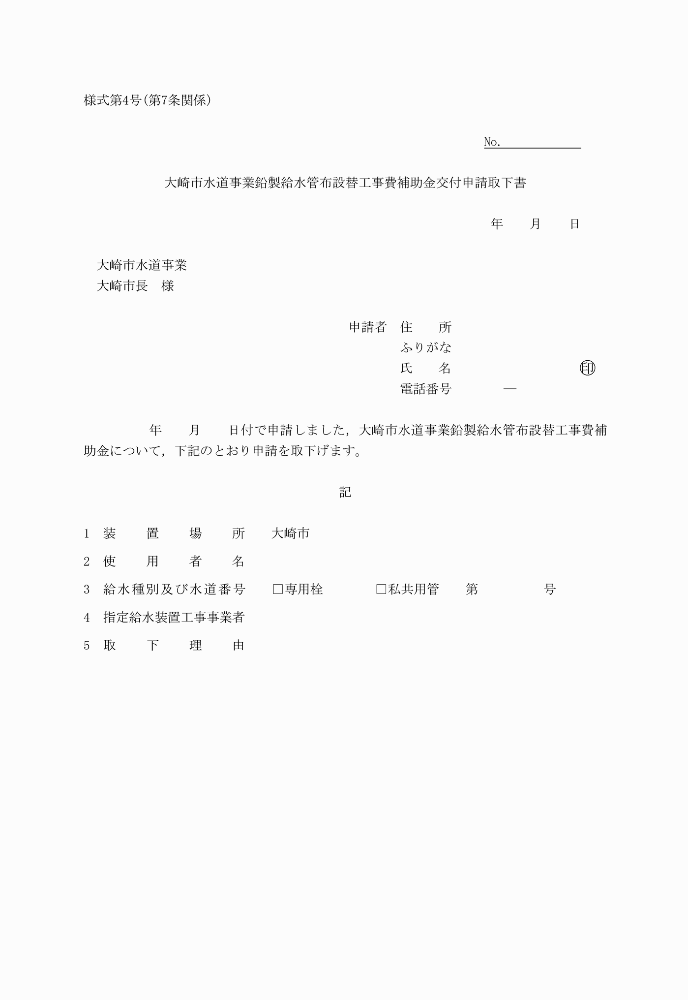 様式第4号(第7条関係)
No.
大崎市水道事業鉛製給水管布設替工事費補助金交付申請取下書
年　　月　　日
大崎市水道事業
大崎市長　様
申請者　住　　所
ふりがな
氏　　名　　　　　　　　　　㊞
電話番号　　　　―
年　　月　　日付で申請しました，大崎市水道事業鉛製給水管布設替工事費補
助金について，下記のとおり申請を取下げます。
記
1　装　置　場　所　　大崎市
2　使　用　者　名
3　給水種別及び水道番号　　□専用栓　　　　□私共用管　　第　　　　　号
4　指定給水装置工事事業者
5　取　下　理　由